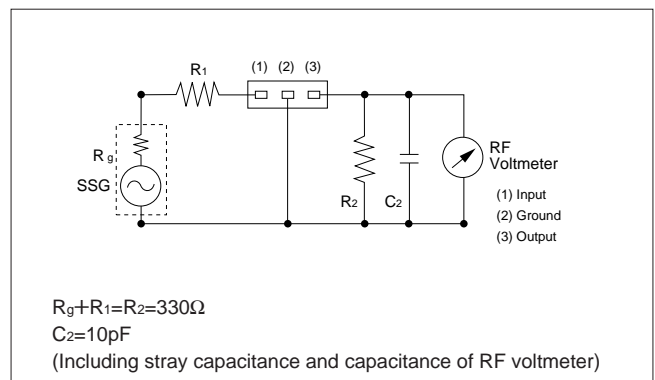 R1 (1) (2) (3)
Rg
SSG
R2 C2
RF
Voltmeter
(1) Input
(2) Ground
(3) Output
Rg+R1=R2=330Ω
C2=10pF
(Including stray capacitance and capacitance of RF voltmeter)